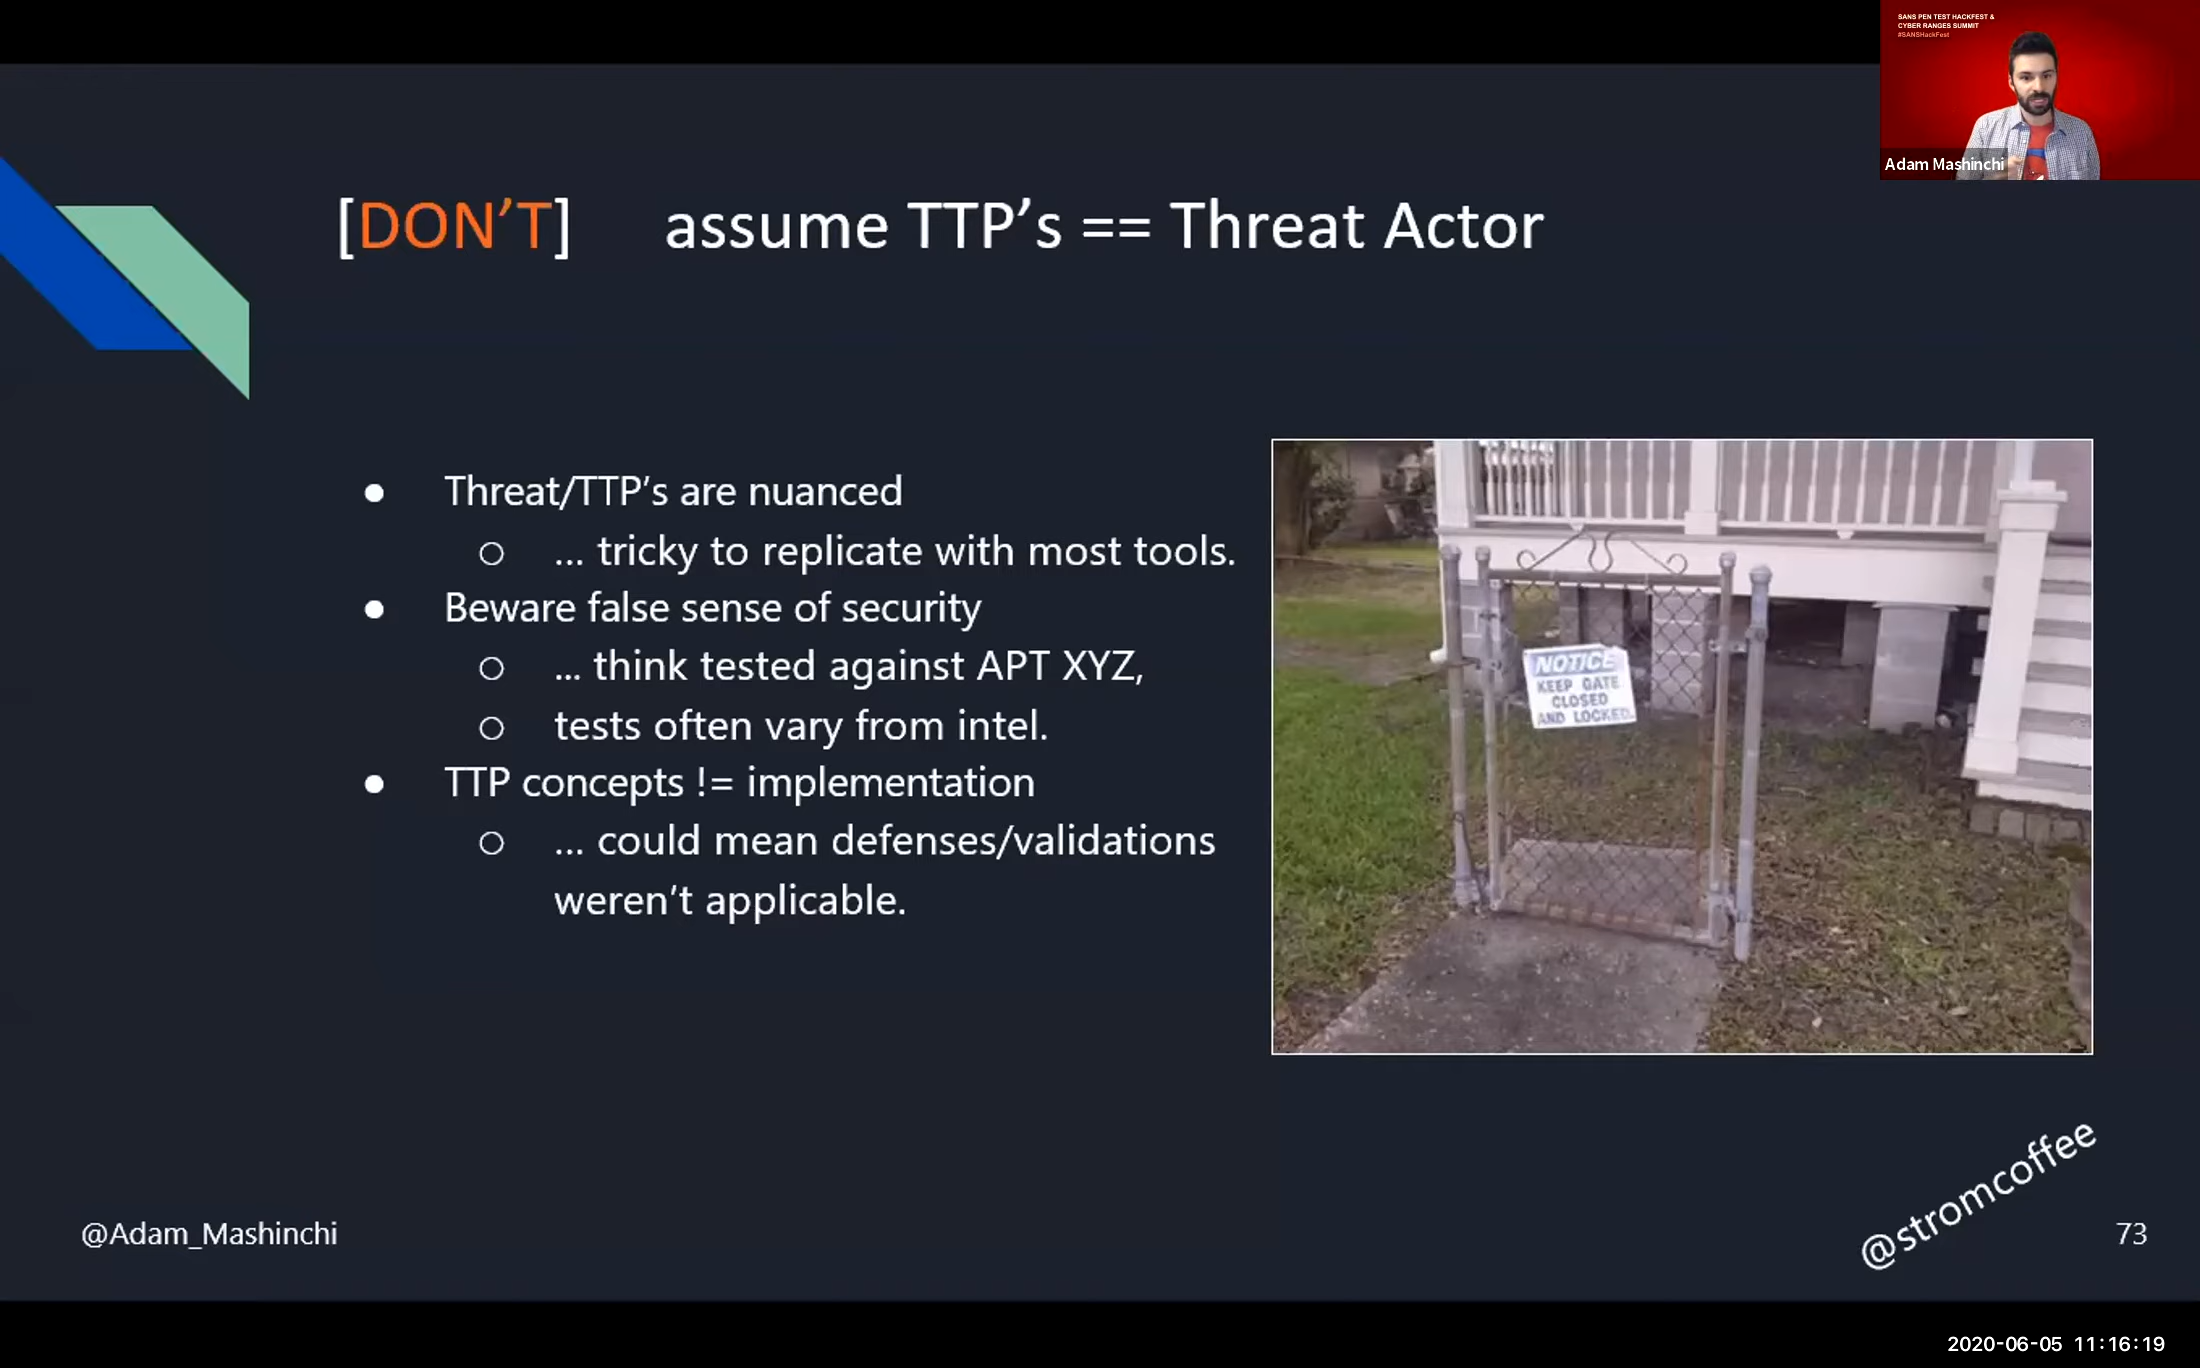 SANS PEN TEST HACKFEST &
CYBER RANGES SUMMIT
#SANSHackFest
Adam Mashinchi
[DON'T] assume TTP's == Threat Actor
● Threat/TTP's are nuanced
○ ... tricky to replicate with most tools.
● Beware false sense of security
○ ... think tested against APT XYZ,
○ tests often vary from intel.
● TTP concepts != implementation
○ ... could mean defenses/validations
weren't applicable.
NOTICE
KEEP GATE
CLOSED
AND LOCKED.
@Adam_Mashinchi
@stromcoffee
73
2020-06-05 11:16:19